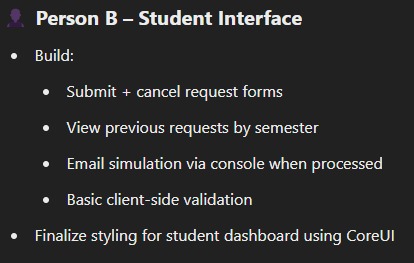 Person B – Student Interface
Build:
Submit + cancel request forms
View previous requests by semester
Email simulation via console when processed
Basic client-side validation
Finalize styling for student dashboard using CoreUI